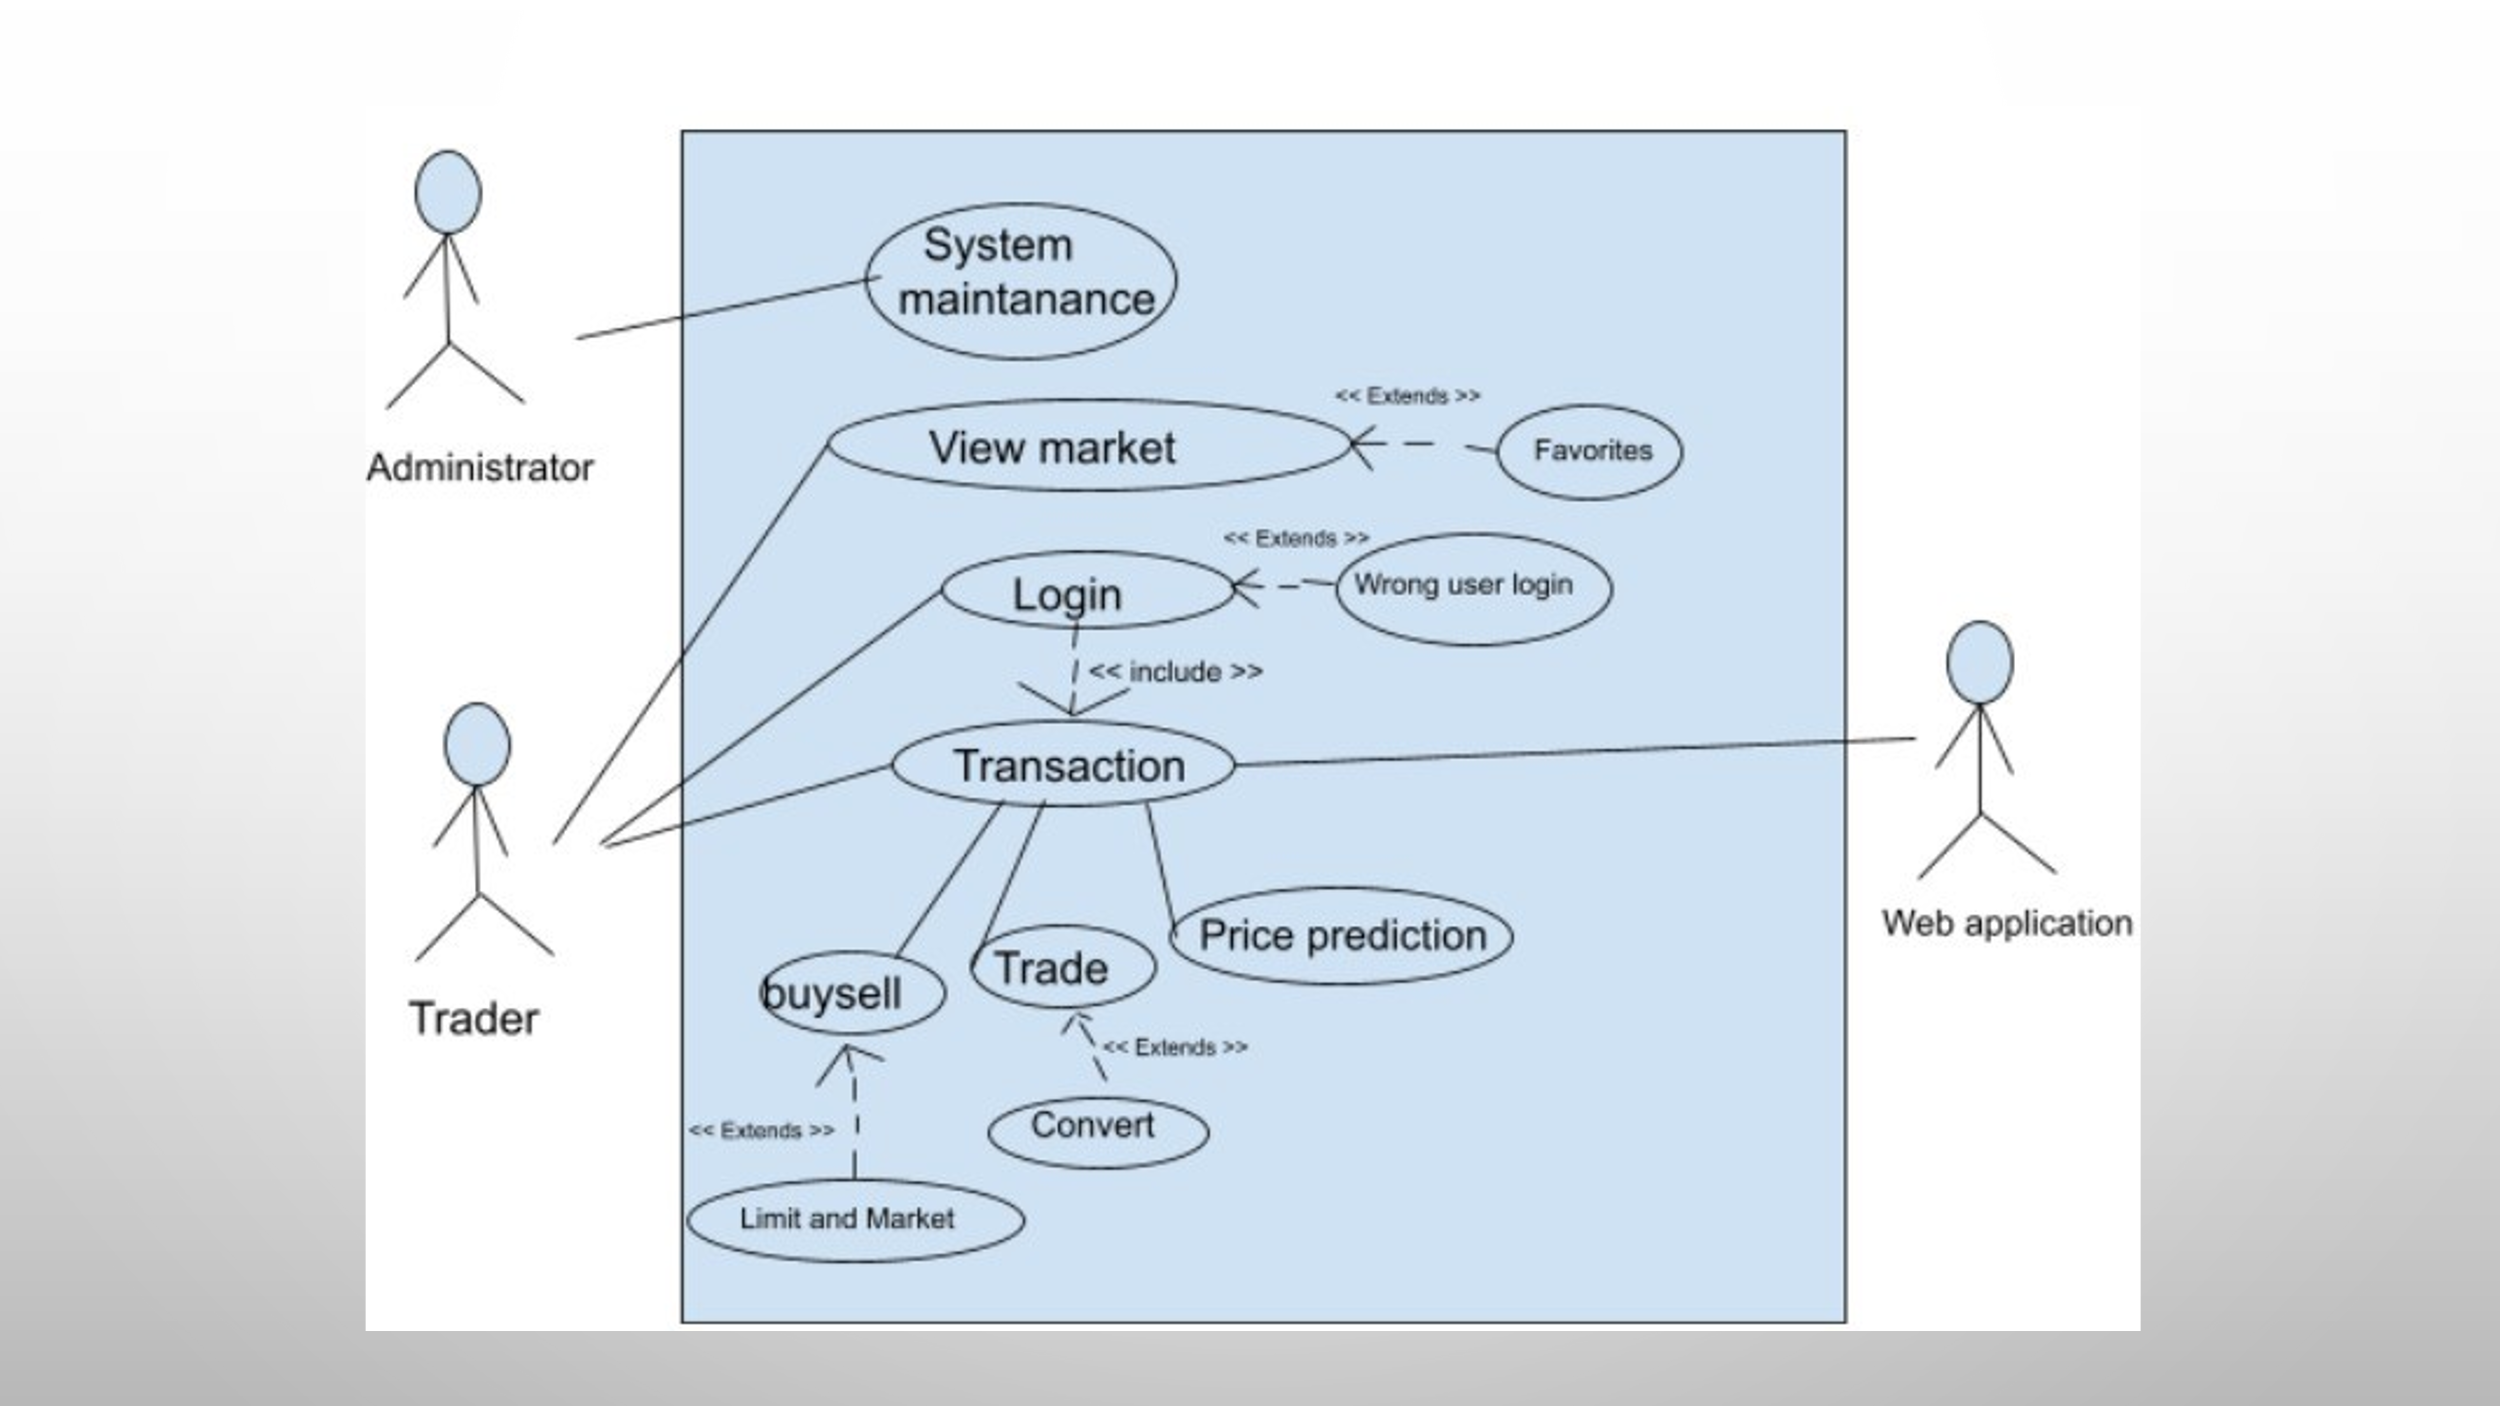 System
maintanance
Administrator
<< Extends >>
View market
Favorites
<< Extends >>
Login
Wrong user login
<< include >>
Transaction
Web application
Trader
buysell
Trade
Price prediction
<< Extends >>
Convert
<< Extends >>
Limit and Market